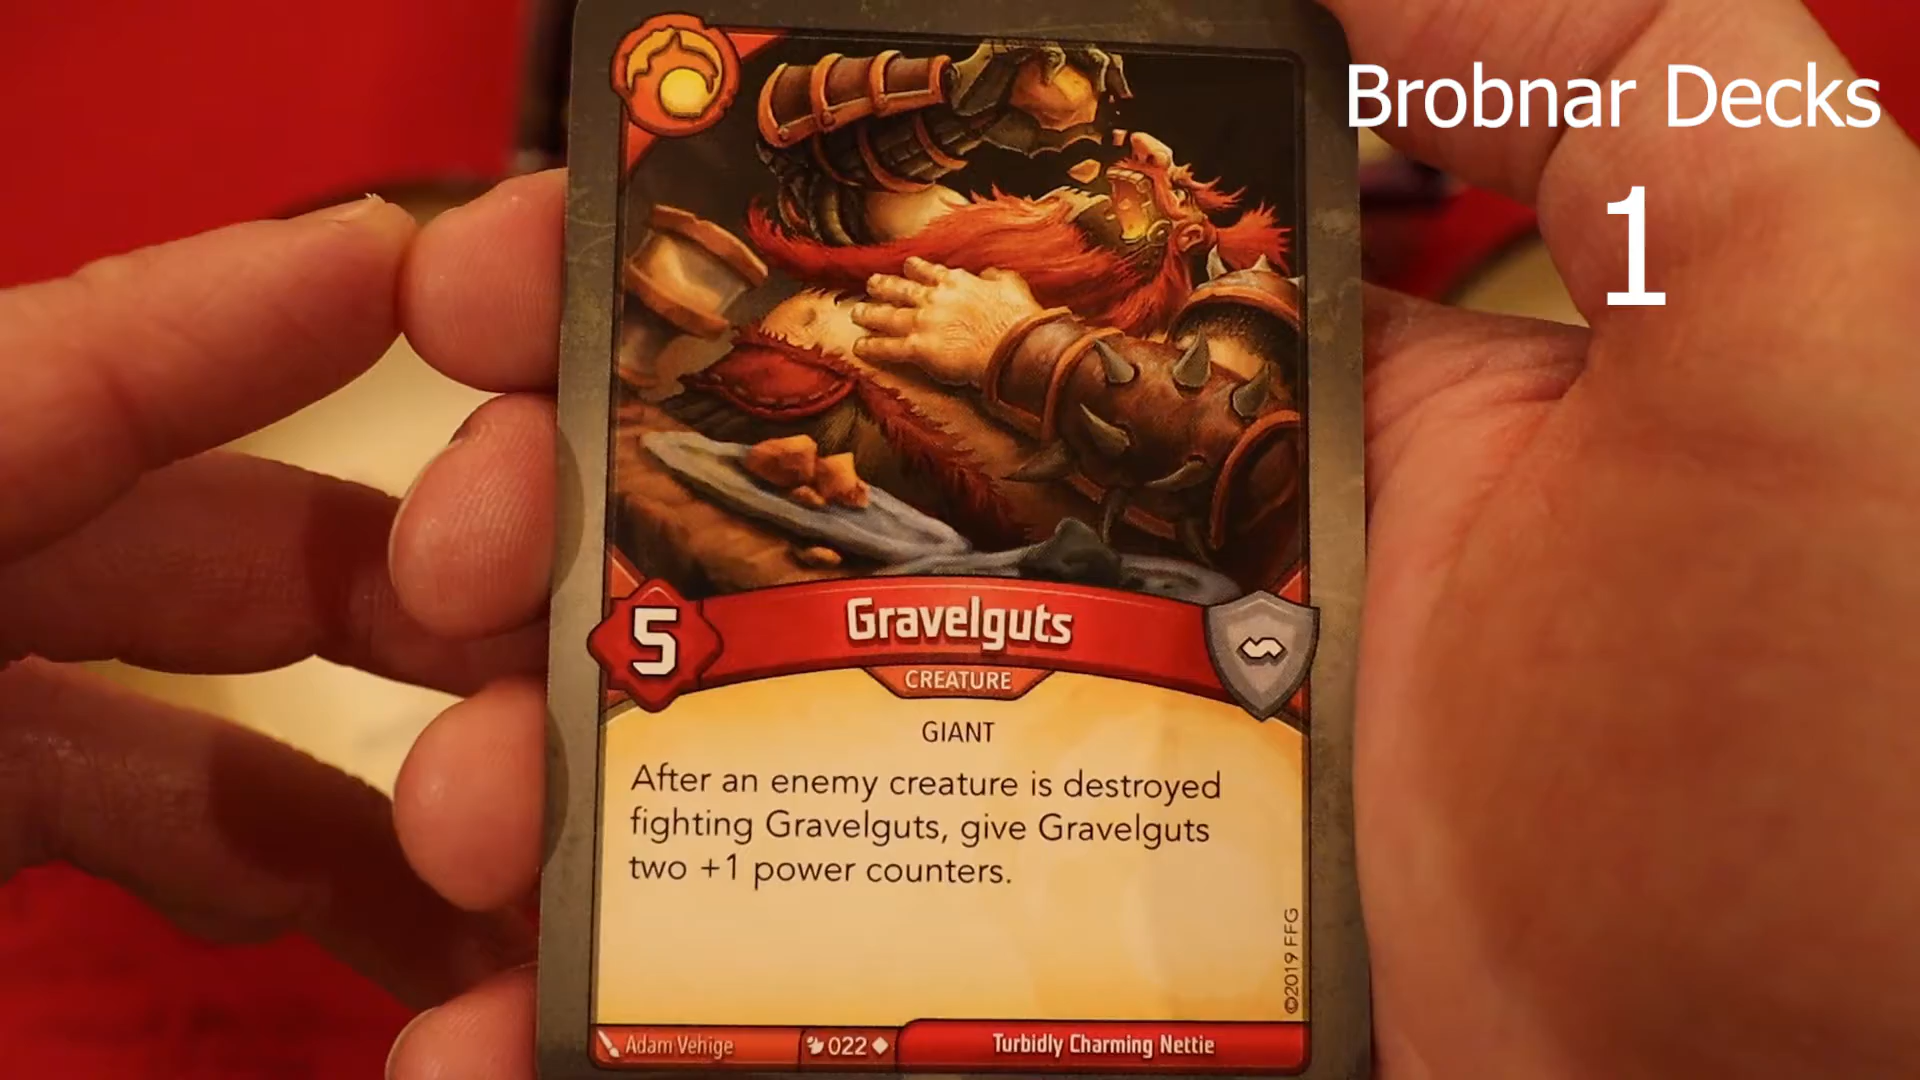 Brobnar Decks
1
5
Gravelguts
CREATURE
GIANT
After an enemy creature is destroyed
fighting Gravelguts, give Gravelguts
two +1 power counters.
©2019 FFG
Adam Vehige
022
Turbidly Charming Nettie